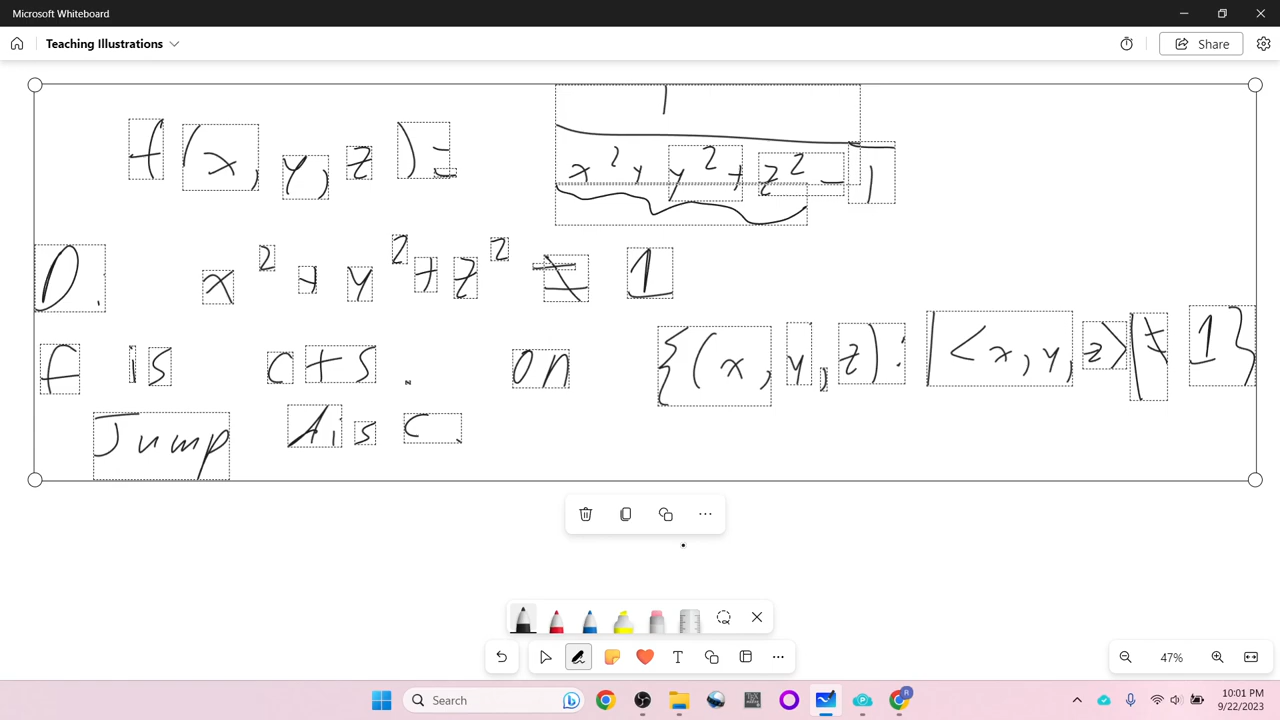 Microsoft Whiteboard
Teaching Illustrations
Share
f(x, y, z) = 1 / (x² + y² + z² - 1)
D: x² + y² + z² ≠ 1
f is cts. on {(x, y, z): |<x, y, z>| ≠ 1}
Jump disc.
47%
Search
10:01 PM
9/22/2023